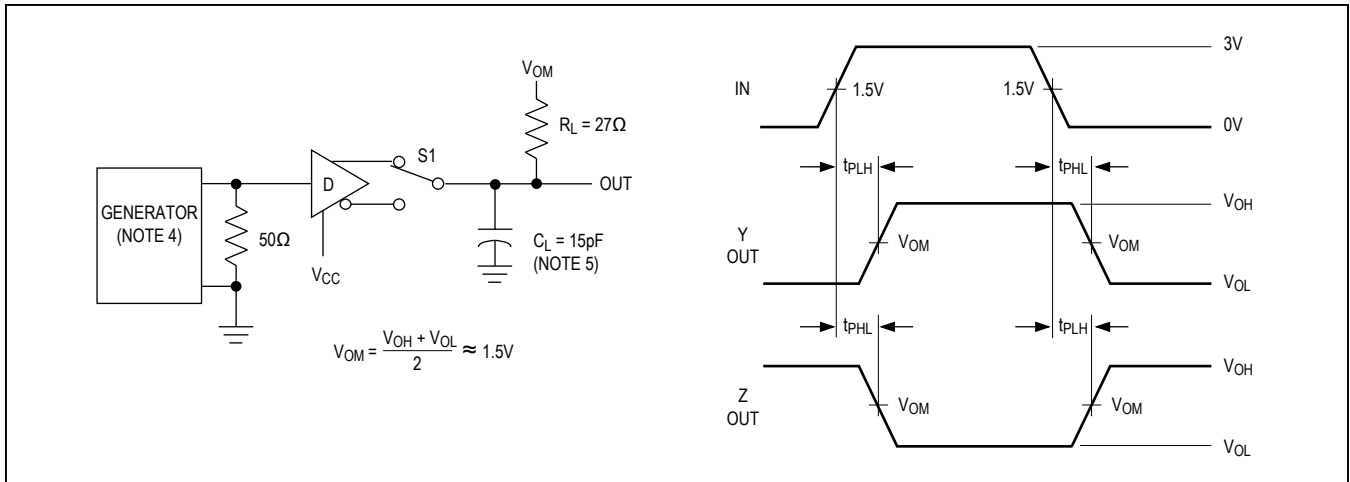 GENERATOR
(NOTE 4)
50Ω
D
VCC
S1
VOM
RL = 27Ω
OUT
CL = 15pF
(NOTE 5)
VOM = VOH + VOL / 2 ≈ 1.5V
IN
1.5V
1.5V
3V
0V
tPLH
tPHL
Y
OUT
VOM
VOM
VOH
VOL
tPHL
tPLH
Z
OUT
VOM
VOM
VOH
VOL